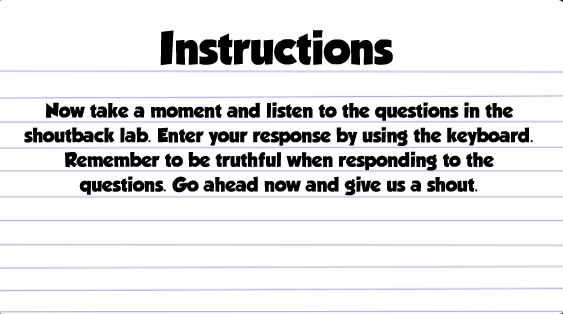 Instructions
Now take a moment and listen to the questions in the
shoutback lab. Enter your response by using the keyboard.
Remember to be truthful when responding to the
questions. Go ahead now and give us a shout.